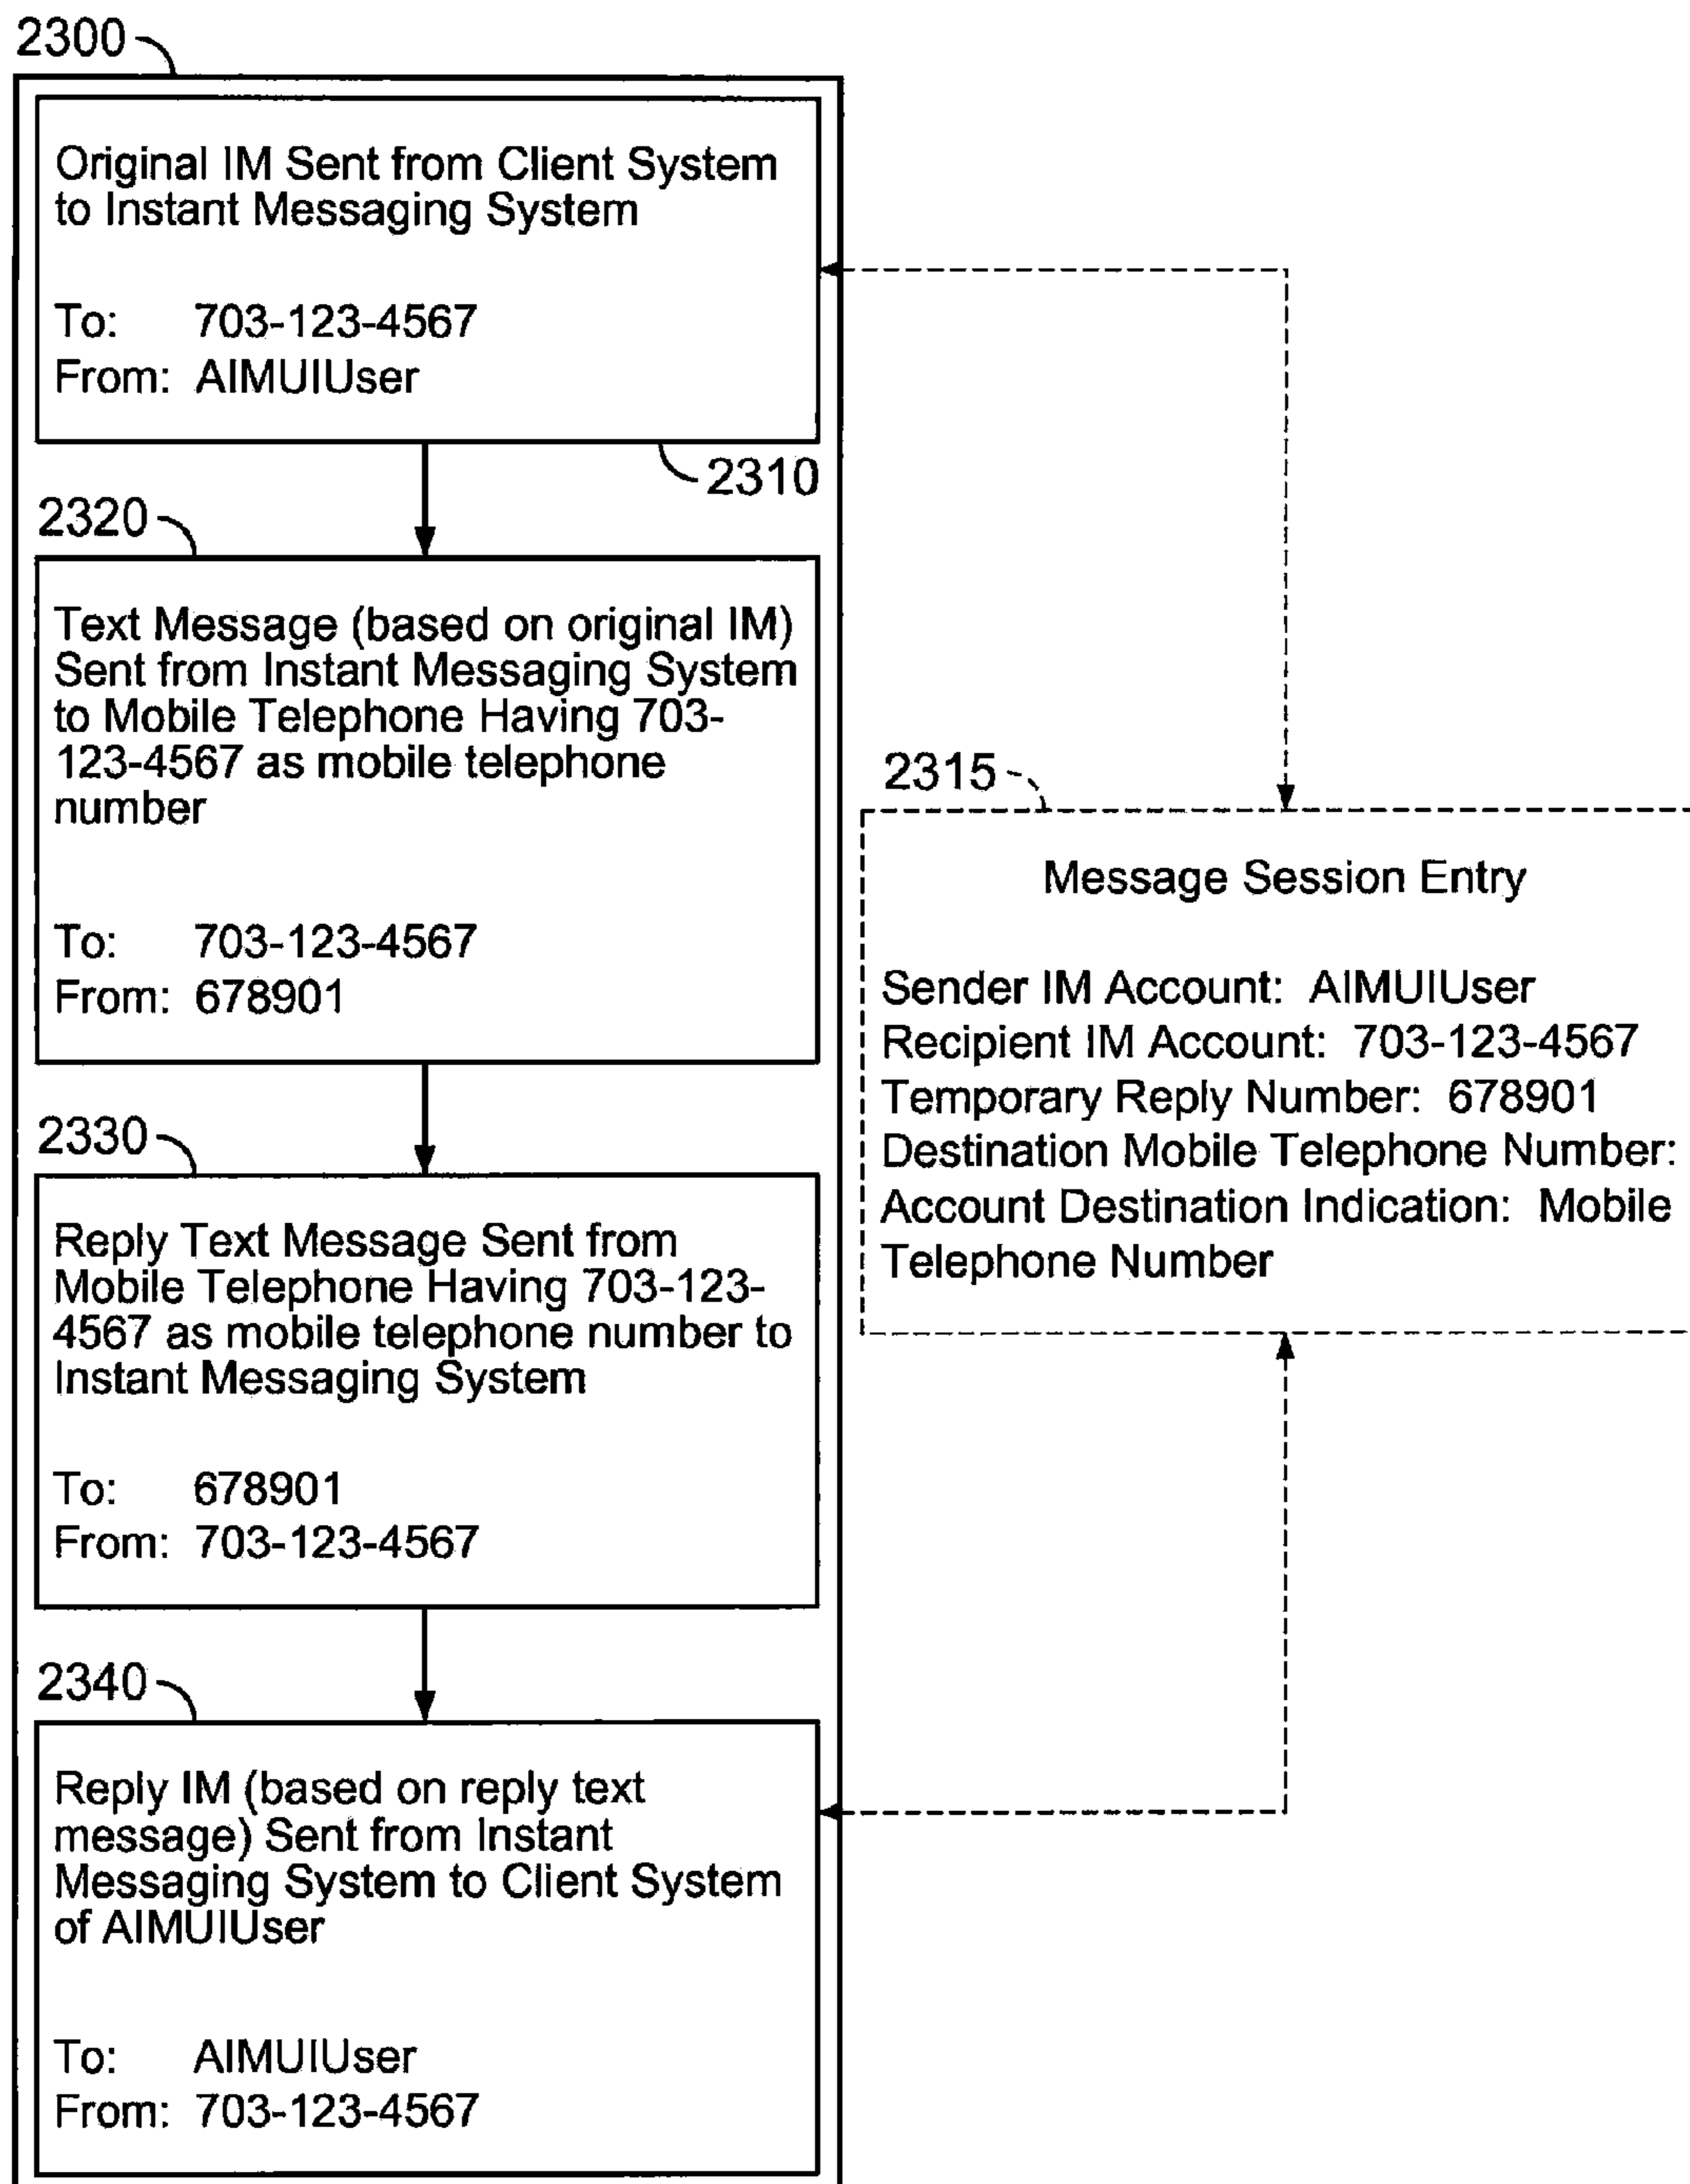 2300
Original IM Sent from Client System
to Instant Messaging System
To: 703-123-4567
From: AIMUIUser
2310
2320
Text Message (based on original IM)
Sent from Instant Messaging System
to Mobile Telephone Having 703-
123-4567 as mobile telephone
number
To: 703-123-4567
From: 678901
2330
Reply Text Message Sent from
Mobile Telephone Having 703-123-
4567 as mobile telephone number to
Instant Messaging System
To: 678901
From: 703-123-4567
2340
Reply IM (based on reply text
message) Sent from Instant
Messaging System to Client System
of AIMUIUser
To: AIMUIUser
From: 703-123-4567
2315
Message Session Entry
Sender IM Account: AIMUIUser
Recipient IM Account: 703-123-4567
Temporary Reply Number: 678901
Destination Mobile Telephone Number:
Account Destination Indication: Mobile
Telephone Number